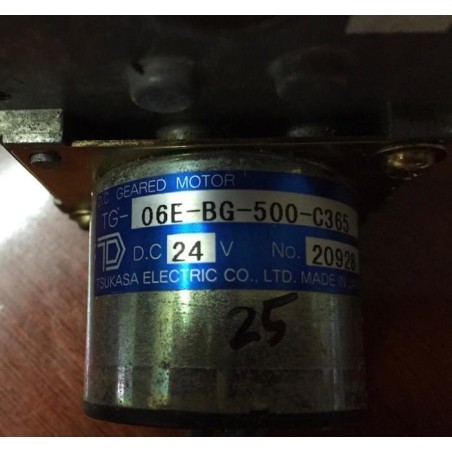 D.C GEARED MOTOR
TG- 06E-BG-500-C365
D.C 24 V No. 20928
TSUKASA ELECTRIC CO., LTD. MADE IN
25